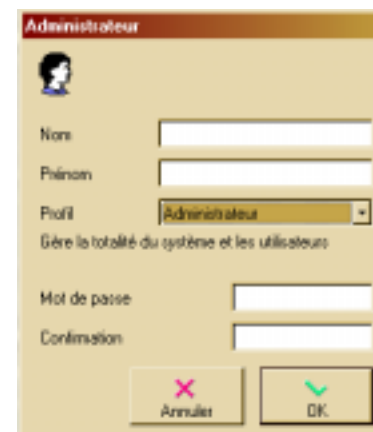 Administrateur
Nom
Prénom
Profil Administrateur
Gère la totalité du système et les utilisateurs
Mot de passe
Confirmation
Annuler OK